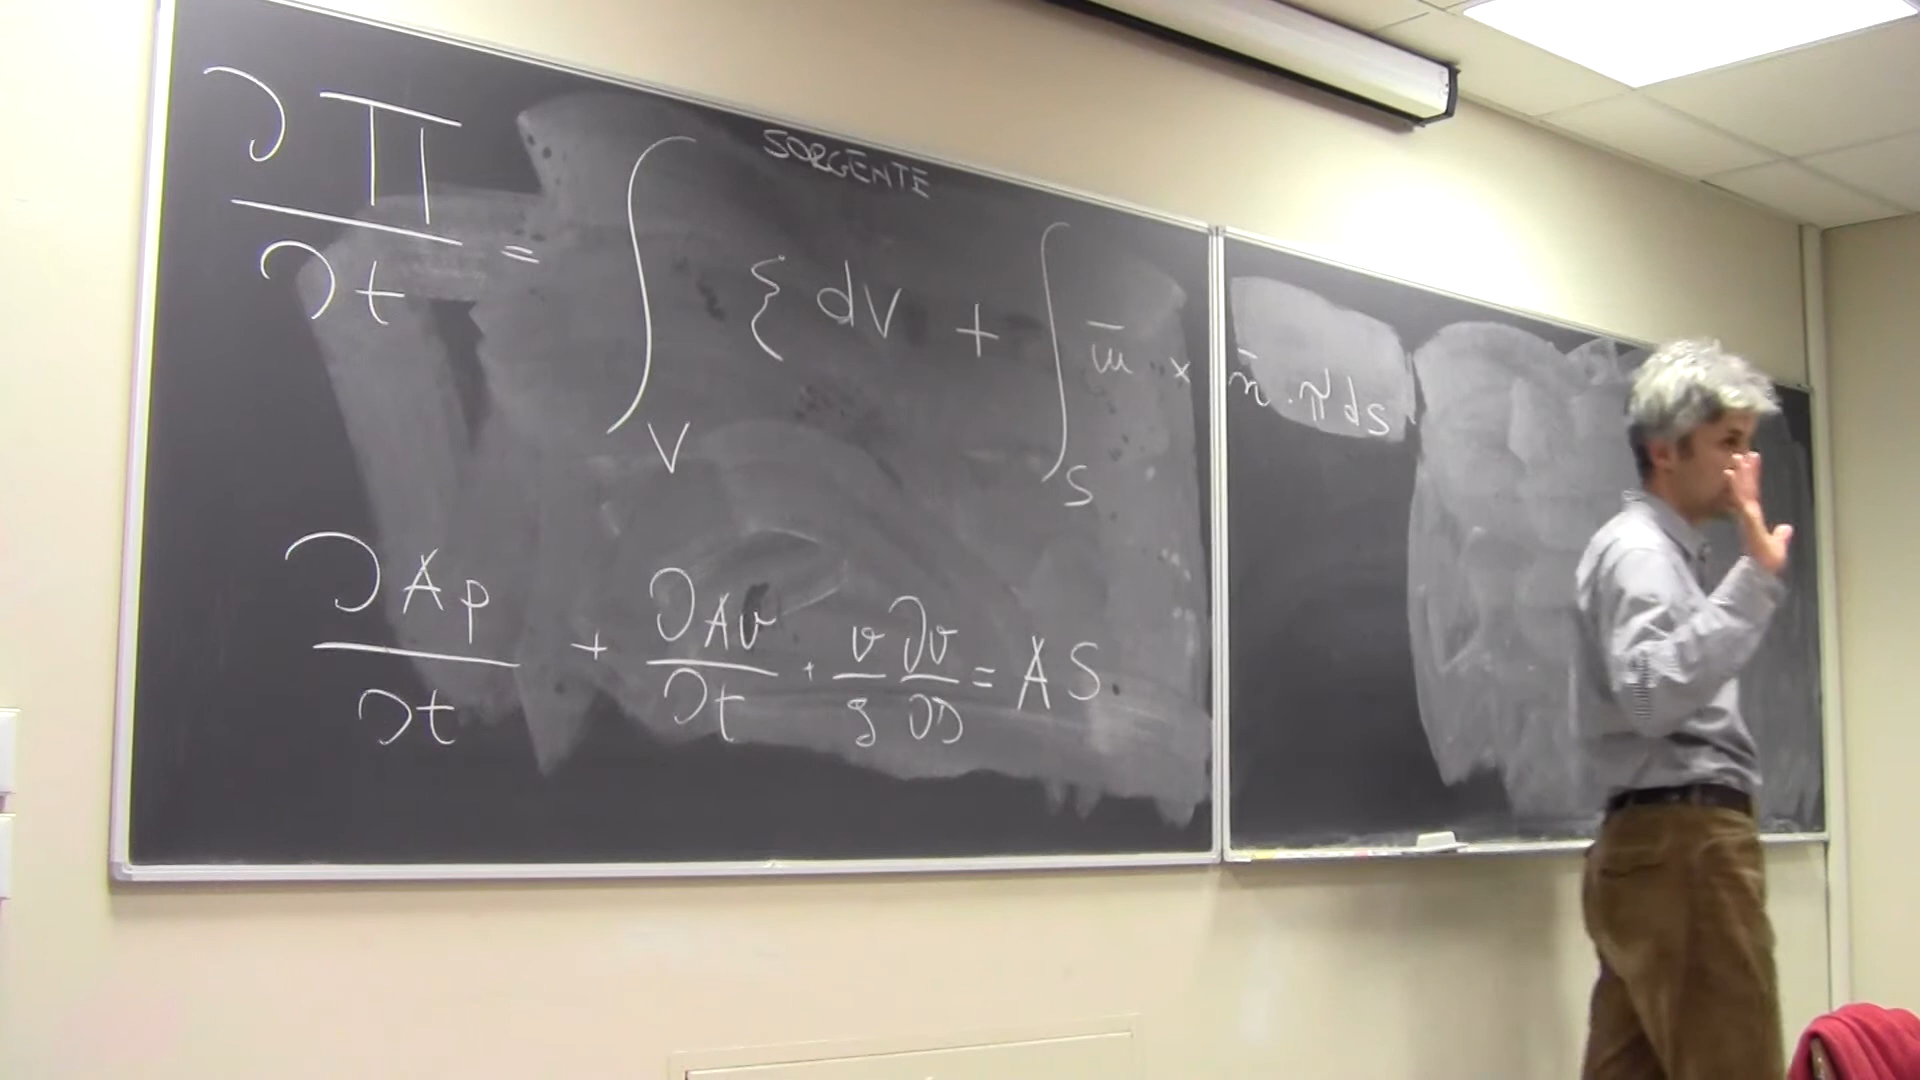 SORGENTE
∂Π/∂t = ∫_V ξ dV + ∫_S ū × n̄ · π ds
∂Ap/∂t + ∂Av/∂t · v/g ∂v/∂s = AS